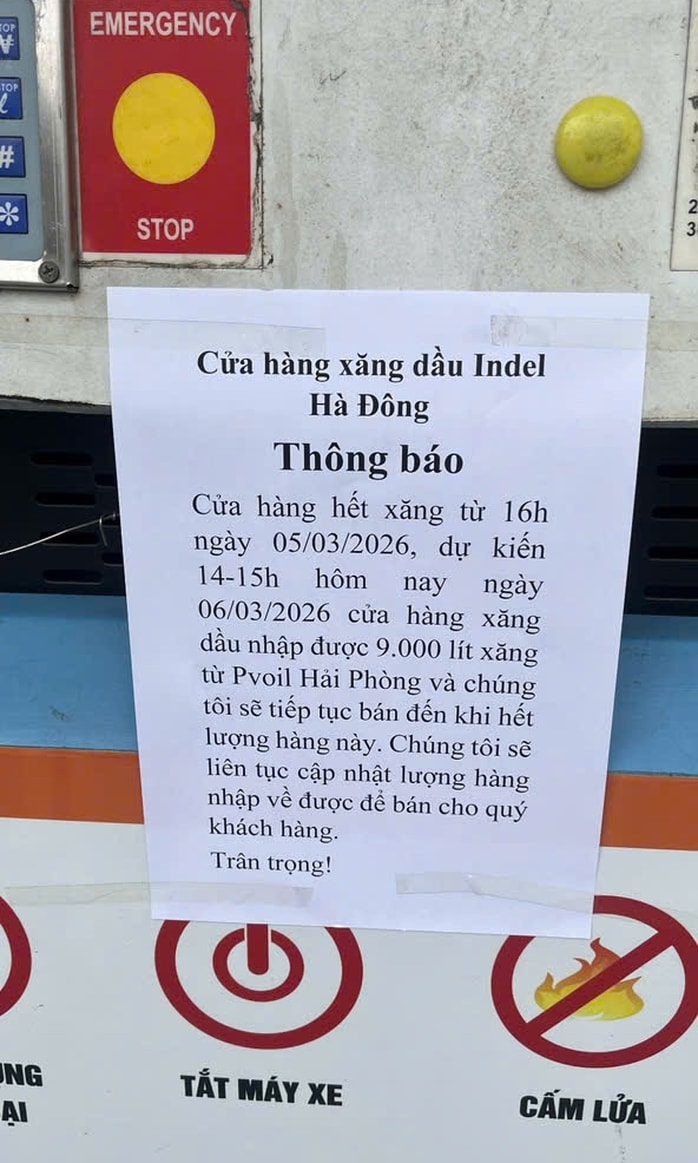 TOP
STOP
#
*
EMERGENCY
STOP
2
3
Cửa hàng xăng dầu Indel
Hà Đông
Thông báo
Cửa hàng hết xăng từ 16h
ngày 05/03/2026, dự kiến
14-15h hôm nay ngày
06/03/2026 cửa hàng xăng
dầu nhập được 9.000 lít xăng
từ Pvoil Hải Phòng và chúng
tôi sẽ tiếp tục bán đến khi hết
lượng hàng này. Chúng tôi sẽ
liên tục cập nhật lượng hàng
nhập về được để bán cho quý
khách hàng.
Trân trọng!
TẮT MÁY XE
CẤM LỬA